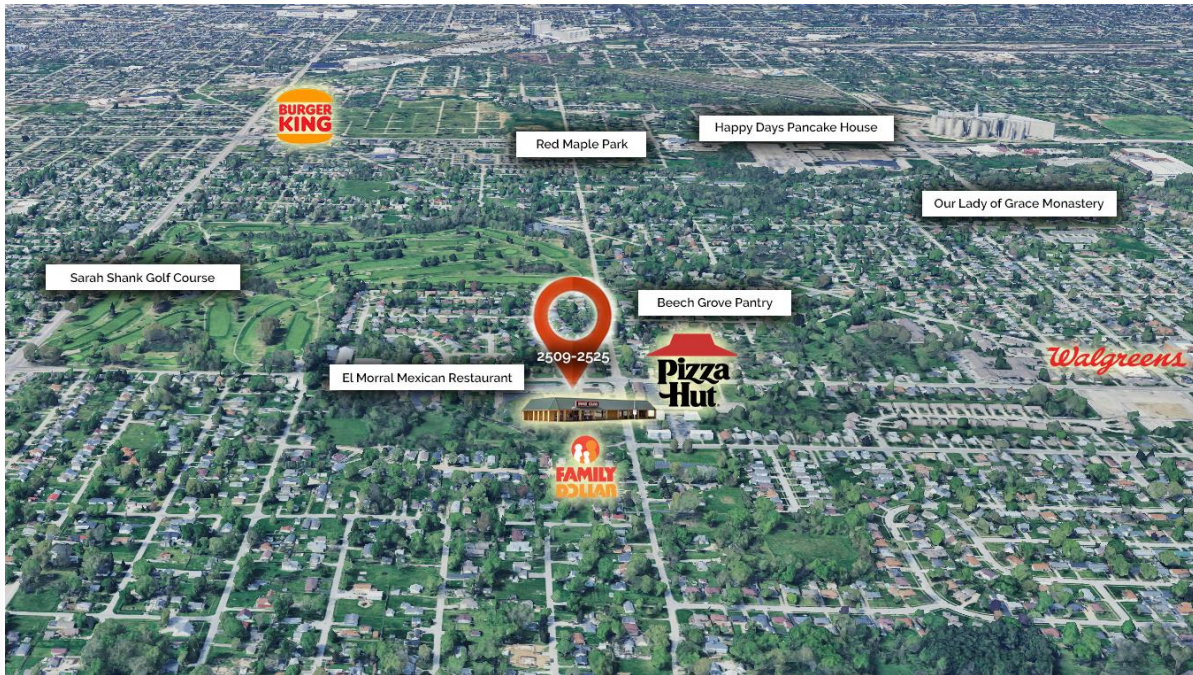 BURGER
KING
Happy Days Pancake House
Red Maple Park
Our Lady of Grace Monastery
Sarah Shank Golf Course
Beech Grove Pantry
2509-2525
Pizza
Hut
Walgreens
El Morral Mexican Restaurant
FAMILY
DOLLAR